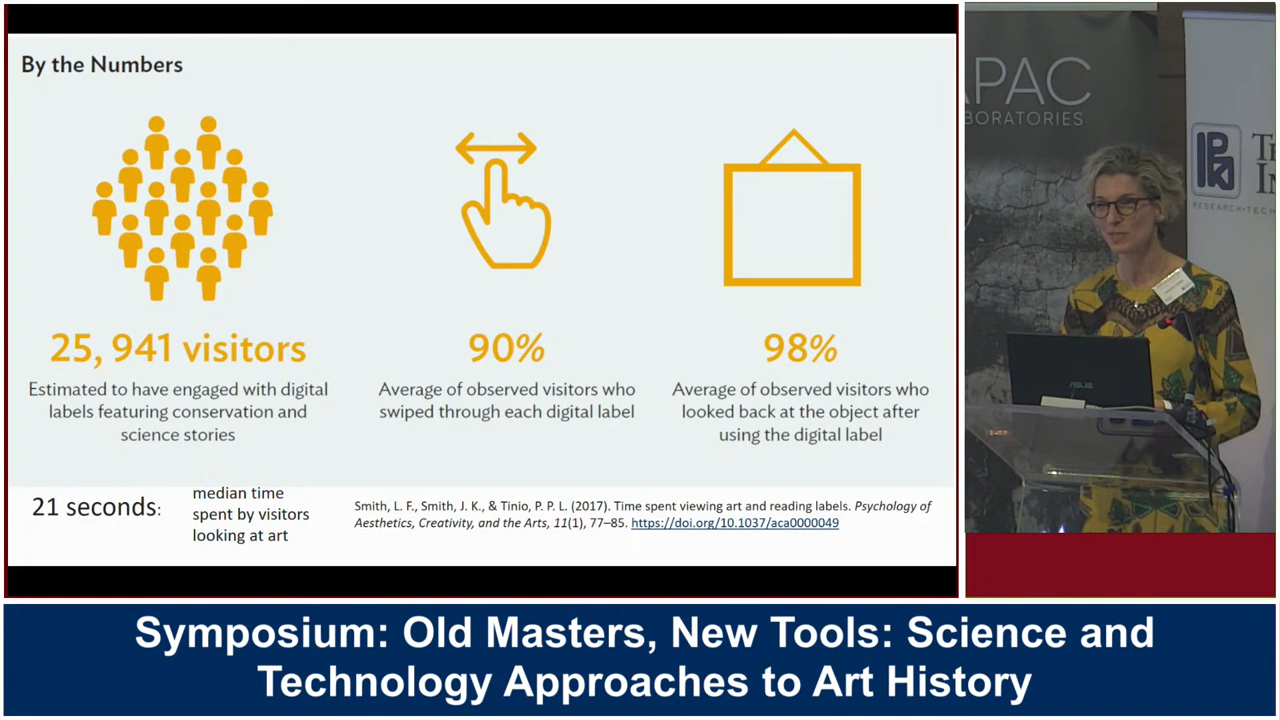 By the Numbers
25, 941 visitors
Estimated to have engaged with digital
labels featuring conservation and
science stories
90%
Average of observed visitors who
swiped through each digital label
98%
Average of observed visitors who
looked back at the object after
using the digital label
21 seconds:
median time
spent by visitors
looking at art
Smith, L. F., Smith, J. K., & Tinio, P. P. L. (2017). Time spent viewing art and reading labels. Psychology of
Aesthetics, Creativity, and the Arts, 11(1), 77–85. https://doi.org/10.1037/aca0000049
APAC
BORATORIES
ASUS
Symposium: Old Masters, New Tools: Science and
Technology Approaches to Art History